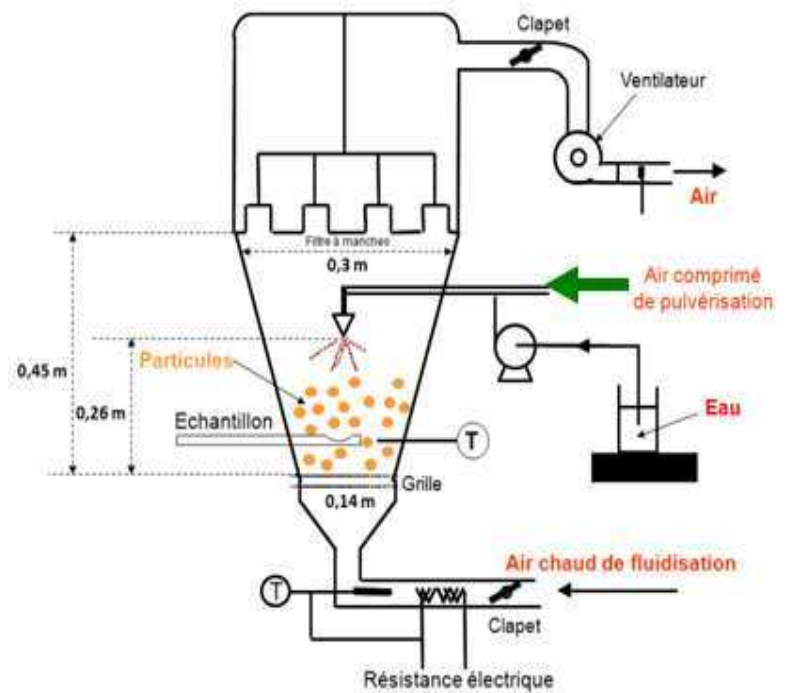 Clapet
Ventilateur
Air
Filtre à manches
0,3 m
Air comprimé
de pulvérisation
0,45 m
0,26 m
Particules
Echantillon
T
Eau
Grille
0,14 m
Air chaud de fluidisation
T
Clapet
Résistance électrique